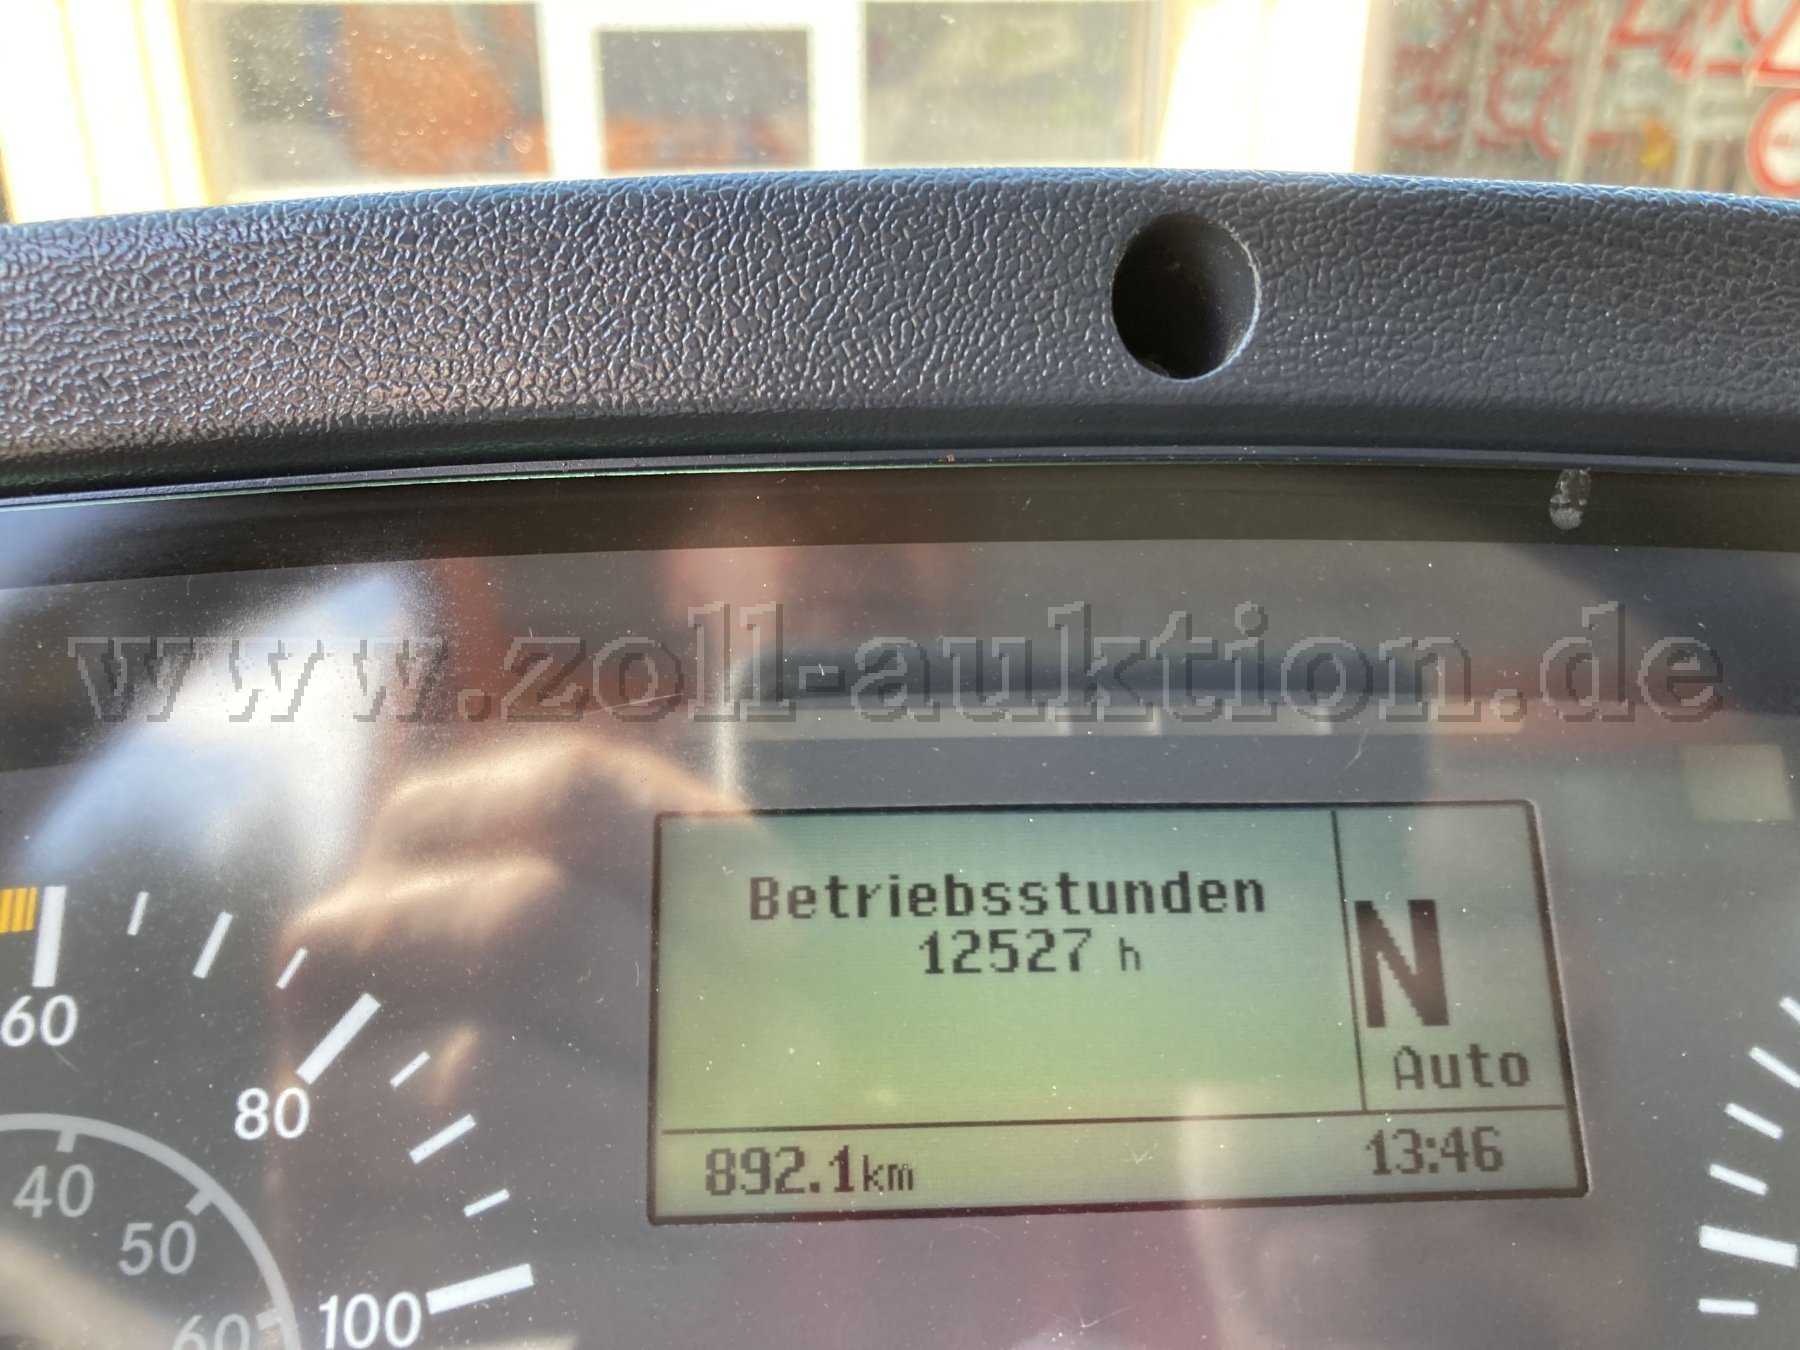 www.zoll-auktion.de
Betriebsstunden
12527 h
N
Auto
892.1km
13:46
60
80
100
40
50
60